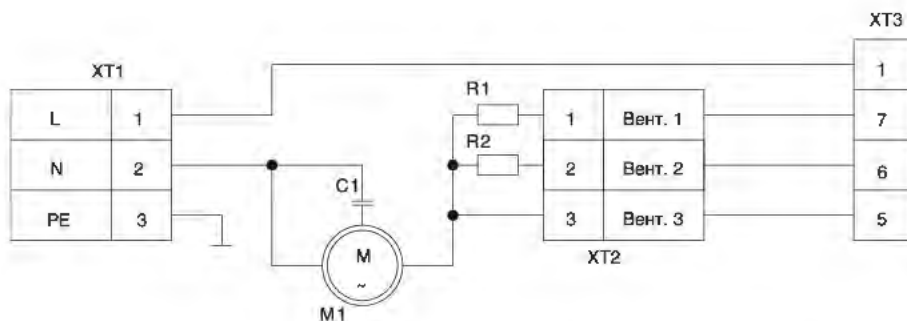 XT3
XT1
1
R1
L 1
1 Вент. 1
7
R2
N 2
2 Вент. 2
6
C1
PE 3
3 Вент. 3
5
M
~
XT2
M1